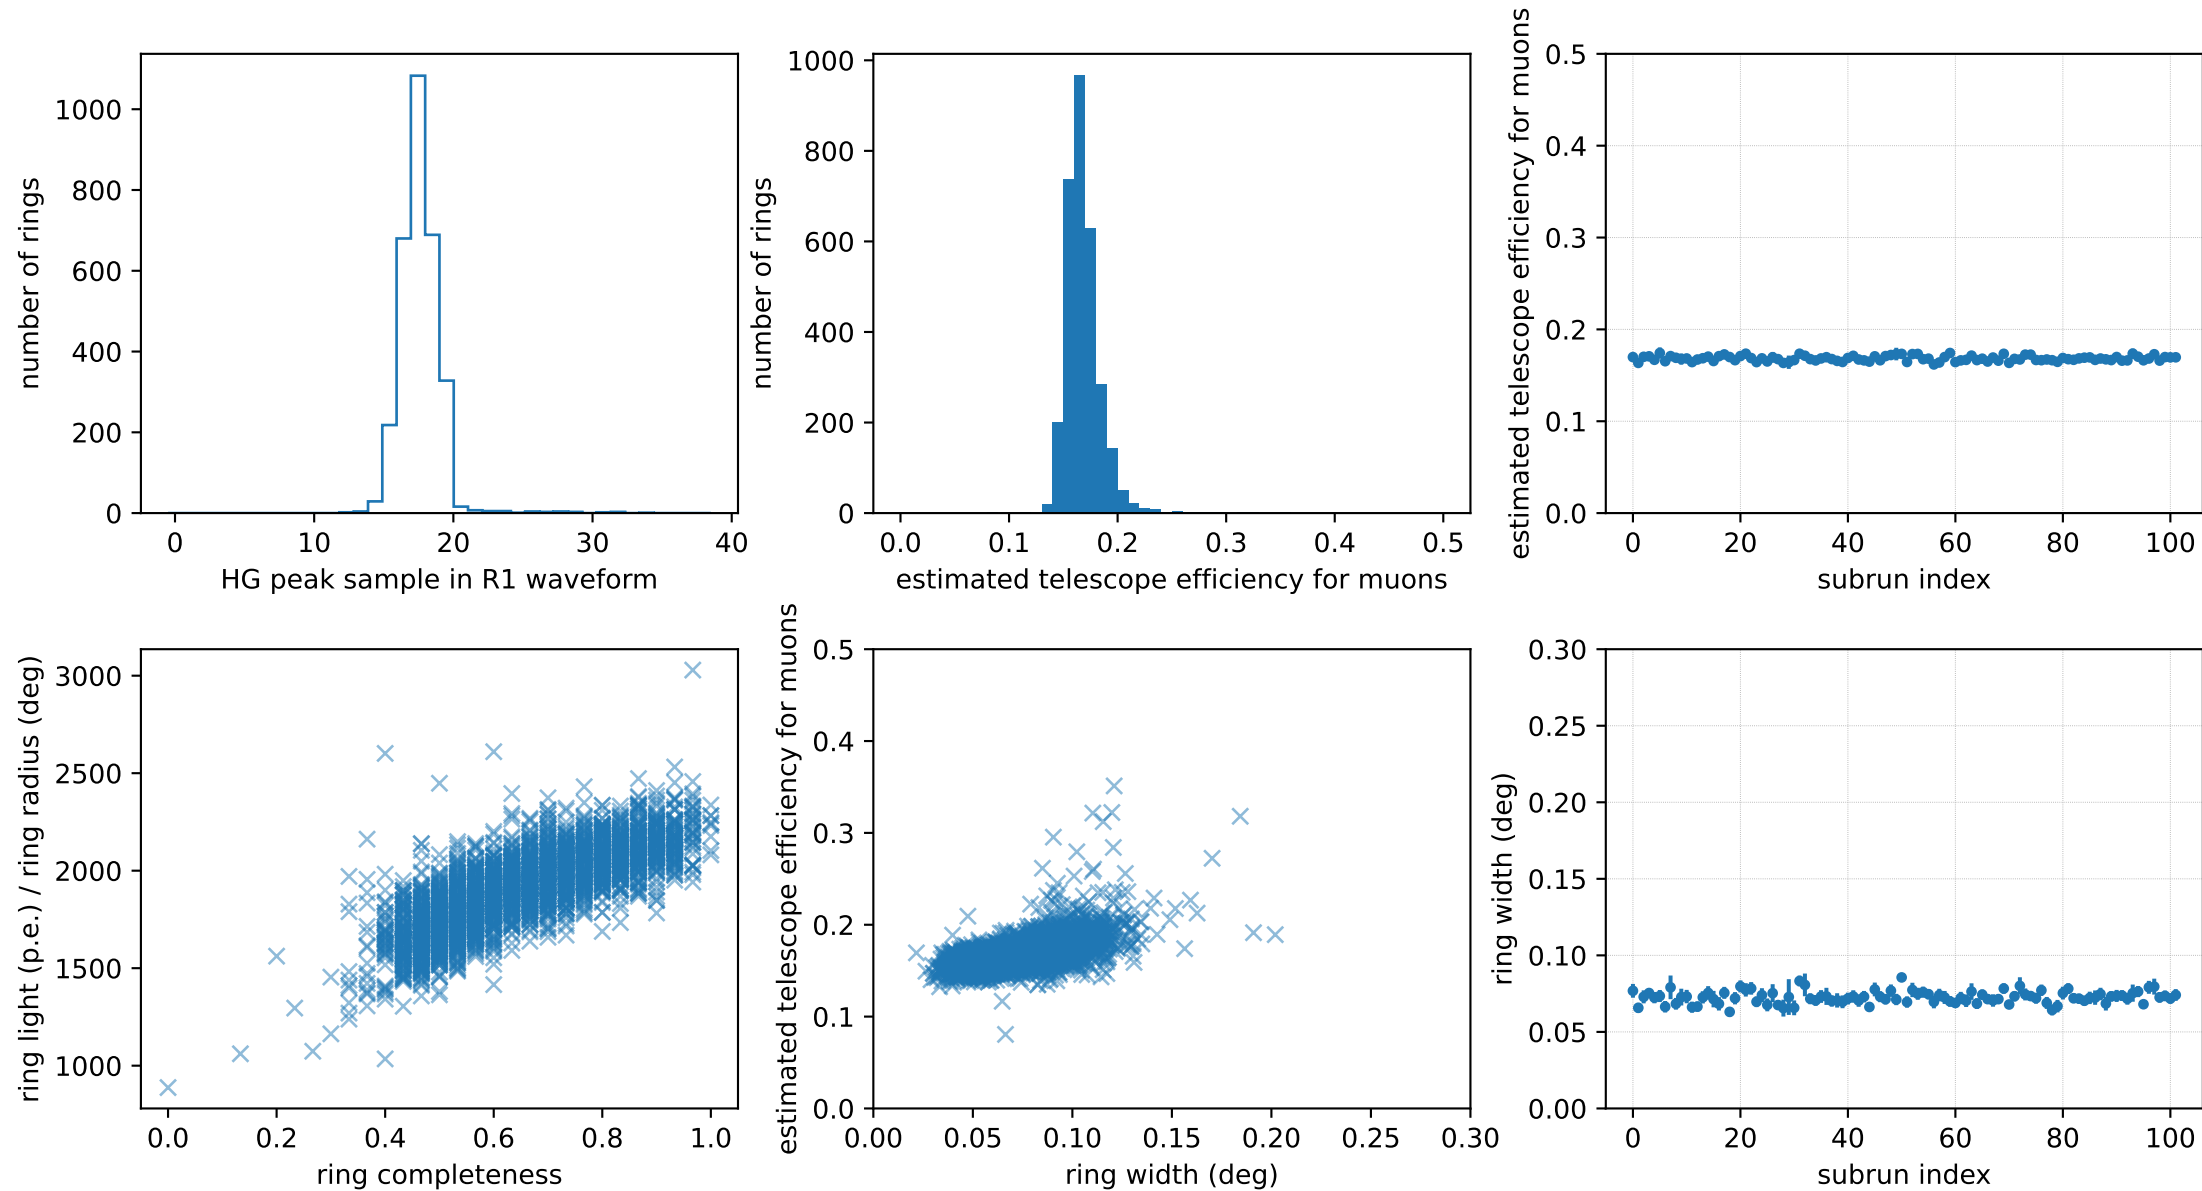 number of rings
1000
800
600
400
200
0
0 10 20 30 40
HG peak sample in R1 waveform
number of rings
1000
800
600
400
200
0
0.0 0.1 0.2 0.3 0.4 0.5
estimated telescope efficiency for muons
estimated telescope efficiency for muons
0.5
0.4
0.3
0.2
0.1
0.0
0 20 40 60 80 100
subrun index
ring light (p.e.) / ring radius (deg)
3000
2500
2000
1500
1000
0.0 0.2 0.4 0.6 0.8 1.0
ring completeness
estimated telescope efficiency for muons
0.5
0.4
0.3
0.2
0.1
0.0
0.00 0.05 0.10 0.15 0.20 0.25 0.30
ring width (deg)
ring width (deg)
0.30
0.25
0.20
0.15
0.10
0.05
0.00
0 20 40 60 80 100
subrun index